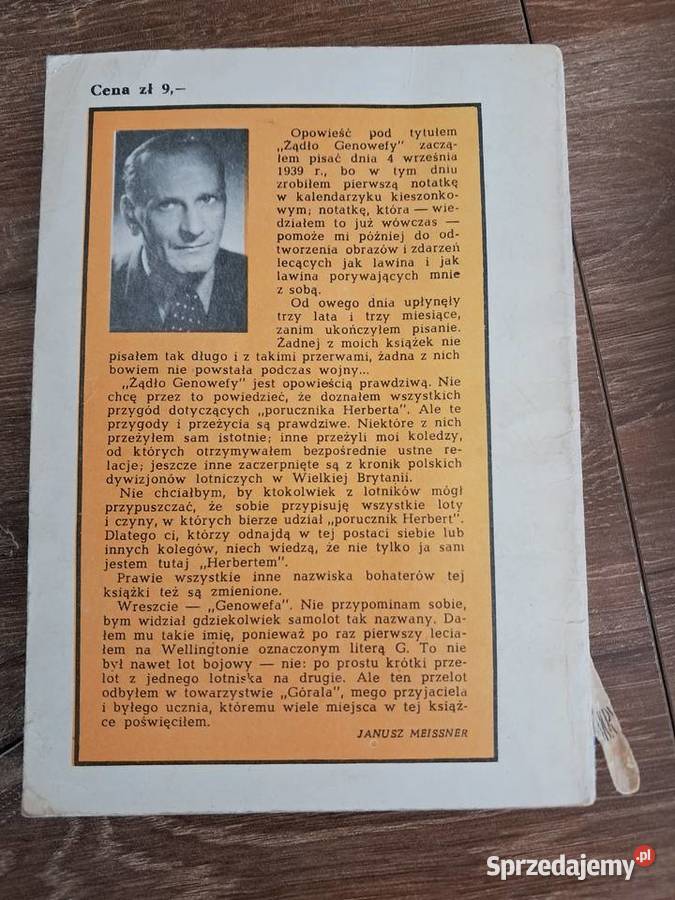 Cena zł 9,—
Opowieść pod tytułem
„Żądło Genowefy" zaczą-
łem pisać dnia 4 września
1939 r., bo w tym dniu
zrobiłem pierwszą notatkę
w kalendarzyku kieszonko-
wym; notatkę, która — wie-
działem to już wówczas —
pomoże mi później do od-
tworzenia obrazów i zdarzeń
lecących jak lawina i jak
lawina porywających mnie
z sobą.
Od owego dnia upłynęły
trzy lata i trzy miesiące,
zanim ukończyłem pisanie.
Żadnej z moich książek nie
pisałem tak długo i z takimi przerwami, żadna z nich
bowiem nie powstała podczas wojny...
„Żądło Genowefy" jest opowieścią prawdziwą. Nie
chcę przez to powiedzieć, że doznałem wszystkich
przygód dotyczących „porucznika Herberta". Ale te
przygody i przeżycia są prawdziwe. Niektóre z nich
przeżyłem sam istotnie; inne przeżyli moi koledzy,
od których otrzymywałem bezpośrednie ustne re-
lacje; jeszcze inne zaczerpnięte są z kronik polskich
dywizjonów lotniczych w Wielkiej Brytanii.
Nie chciałbym, by ktokolwiek z lotników mógł
przypuszczać, że sobie przypisuję wszystkie loty
i czyny, w których bierze udział „porucznik Herbert".
Dlatego ci, którzy odnajdą w tej postaci siebie lub
innych kolegów, niech wiedzą, że nie tylko ja sam
jestem tutaj „Herbertem".
Prawie wszystkie inne nazwiska bohaterów tej
książki też są zmienione.
Wreszcie — „Genowefa". Nie przypominam sobie,
bym widział gdziekolwiek samolot tak nazwany. Da-
łem mu takie imię, ponieważ po raz pierwszy lecia-
łem na Wellingtonie oznaczonym literą G. To nie
był nawet lot bojowy — nie: po prostu krótki prze-
lot z jednego lotniska na drugie. Ale ten przelot
odbyłem w towarzystwie „Górala", mego przyjaciela
i byłego ucznia, któremu wiele miejsca w tej książ-
ce poświęciłem.
JANUSZ MEISSNER
Sprzedajemy.pl